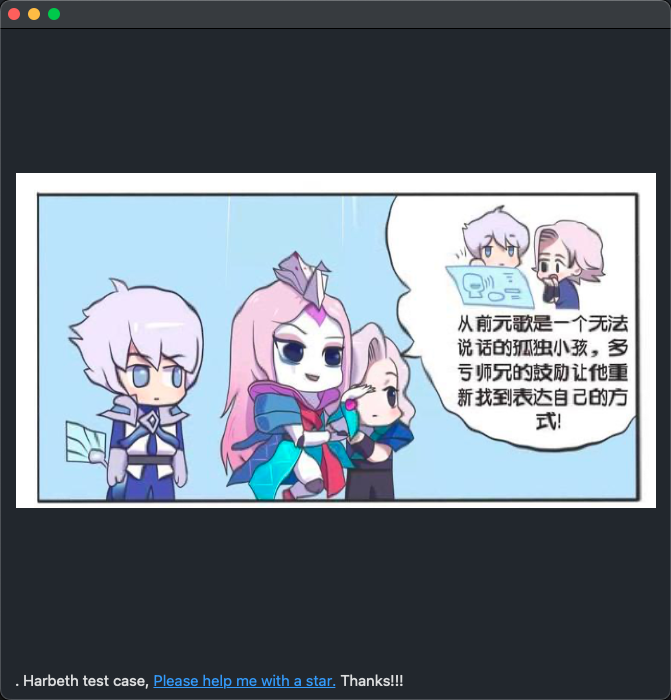 从前元歌是一个无法
说话的孤独小孩，多
亏师兄的鼓励让他重
新找到表达自己的方
式!
. Harbeth test case, Please help me with a star. Thanks!!!